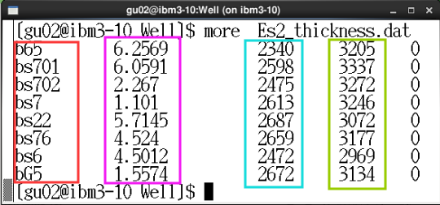 gu02@ibm3-10:Well (on ibm3-10)
[gu02@ibm3-10 Well]$ more Es2_thickness.dat
b65 6.2569 2340 3205 0
bs701 6.0591 2598 3337 0
bs702 2.267 2475 3272 0
bs7 1.101 2613 3246 0
bs22 5.7145 2687 3072 0
bs76 4.524 2659 3177 0
bs6 4.5012 2472 2969 0
bG5 1.5574 2672 3134 0
[gu02@ibm3-10 Well]$